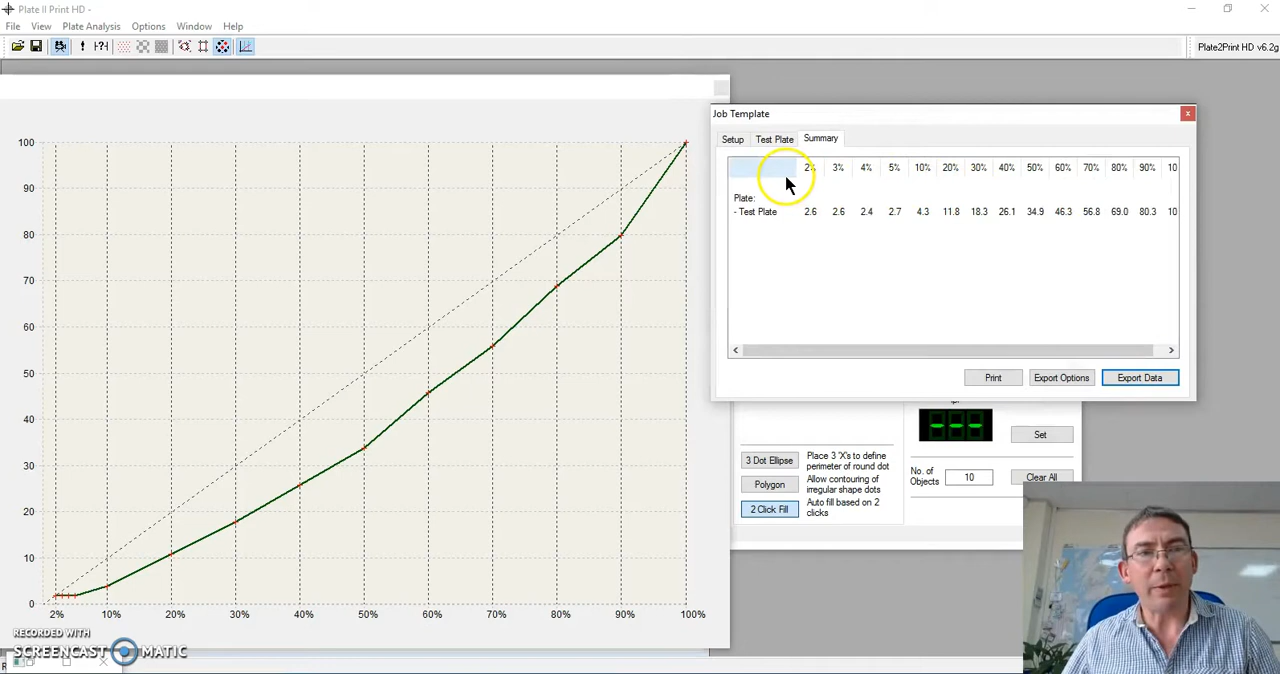 Plate II Print HD -
File View Plate Analysis Options Window Help
Plate2Print HD v6.2g
Job Template
Setup Test Plate Summary
2% 3% 4% 5% 10% 20% 30% 40% 50% 60% 70% 80% 90% 10
Plate:
- Test Plate 2.6 2.6 2.4 2.7 4.3 11.8 18.3 26.1 34.9 46.3 56.8 69.0 80.3 10
Print Export Options Export Data
100
90
80
70
60
50
40
30
20
10
0
2% 10% 20% 30% 40% 50% 60% 70% 80% 90% 100%
3 Dot Ellipse
Place 3 'X's to define
perimeter of round dot
Polygon
Allow contouring of
irregular shape dots
2 Click Fill
Auto fill based on 2
clicks
Set
No. of
Objects
10
Clear All
RECORDED WITH
SCREENCAST MATIC